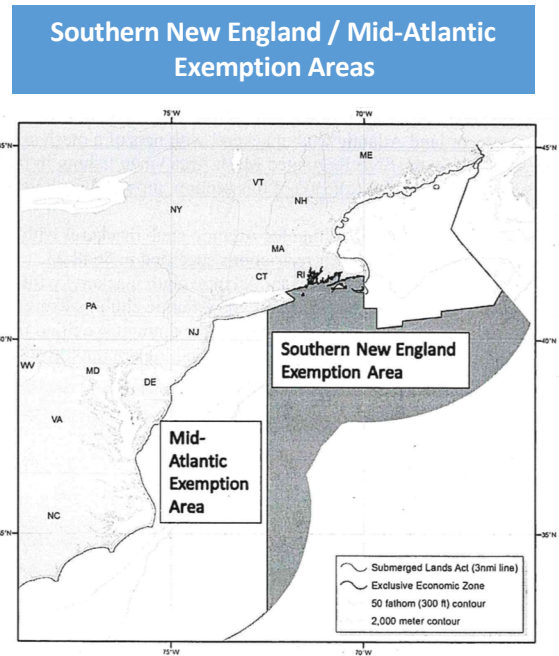 Southern New England / Mid-Atlantic
Exemption Areas
75°W
70°W
45°N
ME
VT
NH
NY
MA
CT
RI
PA
NJ
40°N
Southern New England
Exemption Area
WV
MD
DE
VA
Mid-
Atlantic
Exemption
Area
NC
35°N
Submerged Lands Act (3nmi line)
Exclusive Economic Zone
50 fathom (300 ft) contour
2,000 meter contour
75°W
70°W